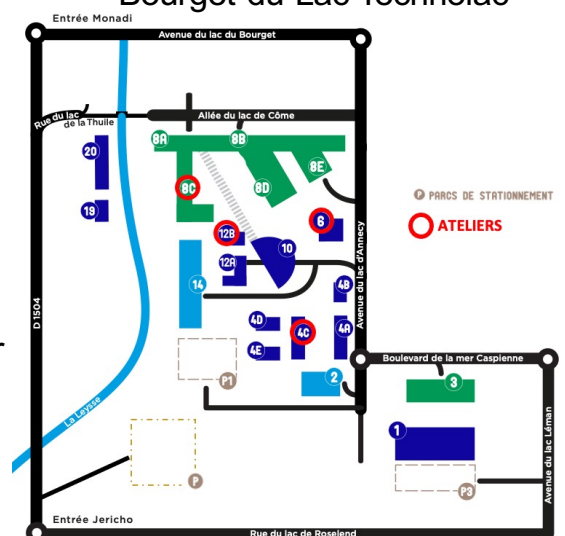 Bourget-du-Lac Technolac
Entrée Monadi
Avenue du lac du Bourget
Rue du lac
de la Thuile
Allée du lac de Côme
8A
8B
20
8E
8C
8D
P PARCS DE STATIONNEMENT
19
6
ATELIERS
12B
10
12A
Avenue du lac d'Annecy
14
4B
D 1504
4D
4C
4A
4E
Boulevard de la mer Caspienne
P1
2
3
La Leysse
1
Avenue du lac Léman
P
P3
Entrée Jericho
Rue du lac de Roselend